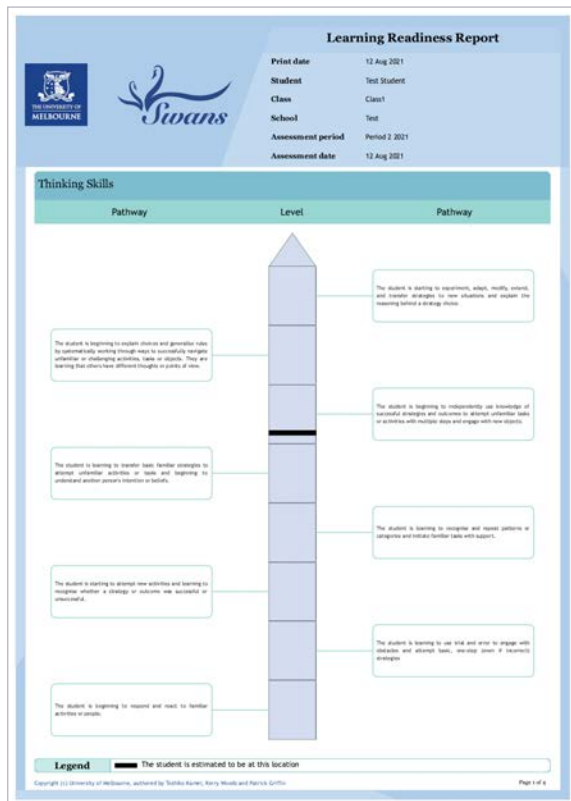 Learning Readiness Report
Print date 12 Aug 2021
Student Test Student
Class Class1
School Test
Assessment period Period 2 2021
Assessment date 12 Aug 2021
THE UNIVERSITY OF
MELBOURNE
Swans
Thinking Skills
Pathway Level Pathway
The student is starting to experiment, adapt, modify, extend,
and transfer strategies to new situations and explain the
reasoning behind a strategy choice.
The student is beginning to explain choices and generalise rules
by systematically working through ways to successfully navigate
unfamiliar or challenging activities, tasks or objects. They are
learning that others have different thoughts or points of view.
The student is beginning to independently use knowledge of
successful strategies and outcomes to attempt unfamiliar tasks
or activities with multiple steps and engage with new objects.
The student is learning to transfer basic familiar strategies to
attempt unfamiliar activities or tasks and beginning to
understand another person's intention or beliefs.
The student is learning to recognise and repeat patterns or
categories and initiate familiar tasks with support.
The student is starting to attempt new activities and learning to
recognise whether a strategy or outcome was successful or
unsuccessful.
The student is learning to use trial and error to engage with
obstacles and attempt basic, one-step (even if incorrect)
strategies
The student is beginning to respond and react to familiar
activities or people.
Legend The student is estimated to be at this location
Copyright (c) University of Melbourne, authored by Toshiko Kamei, Kerry Woods and Patrick Griffin
Page 1 of 2